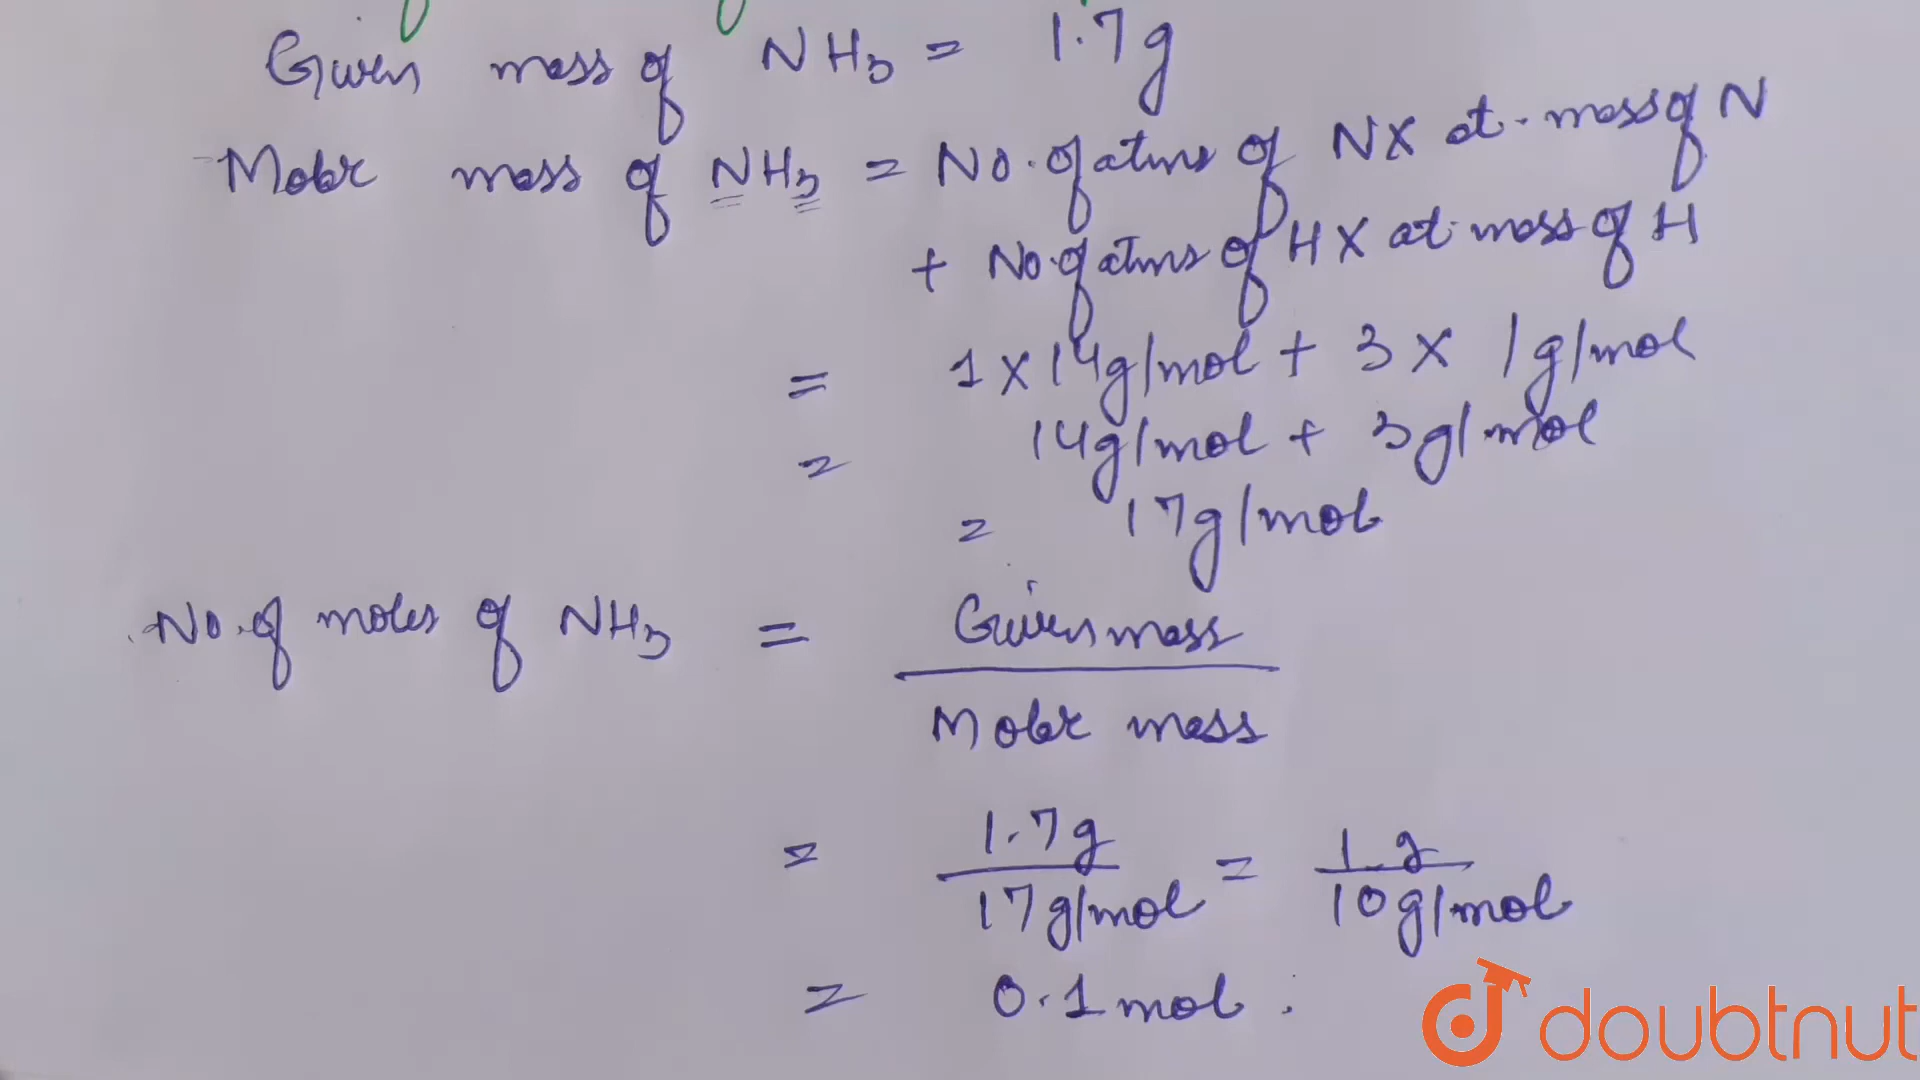 Given mass of NH3 = 1.7g
Molar mass of NH3 = No. of atms of N X at. mass of N
+ No. of atms of H X at. mass of H
= 1 X 14g/mol + 3 X 1g/mol
= 14g/mol + 3g/mol
= 17g/mol
No. of moles of NH3 = Given mass
Molar mass
= 1.7g / 17g/mol = 1g / 10g/mol
= 0.1 mol.
doubtnut